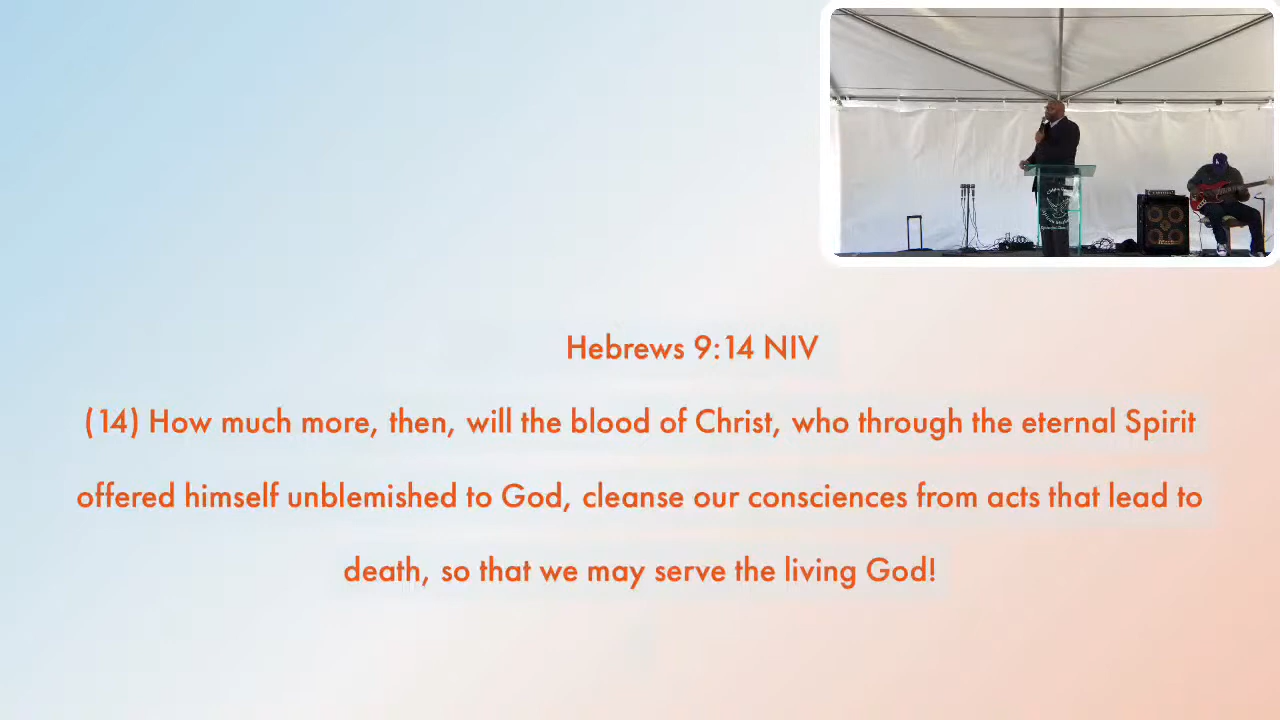 Hebrews 9:14 NIV
(14) How much more, then, will the blood of Christ, who through the eternal Spirit
offered himself unblemished to God, cleanse our consciences from acts that lead to
death, so that we may serve the living God!